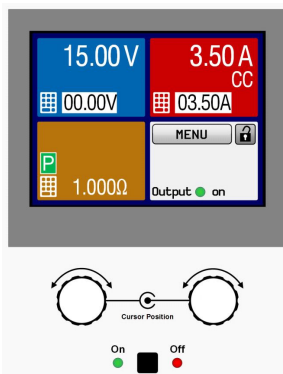 15.00 V
3.50 A
CC
00.00V
03.50A
P
1.000Ω
MENU
Output on
Cursor Position
On
Off